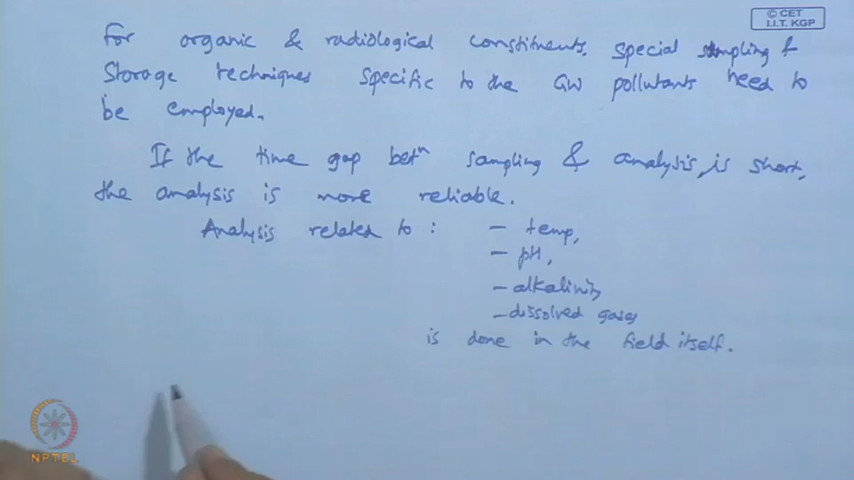 © CET
I.I.T. KGP
For organic & radiological constituents, special sampling &
storage techniques specific to the GW pollutants need to
be employed.
If the time gap betn sampling & analysis, is short,
the analysis is more reliable.
Analysis related to : – temp,
– pH,
– alkalinity
– dissolved gases
is done in the field itself.
NPTEL